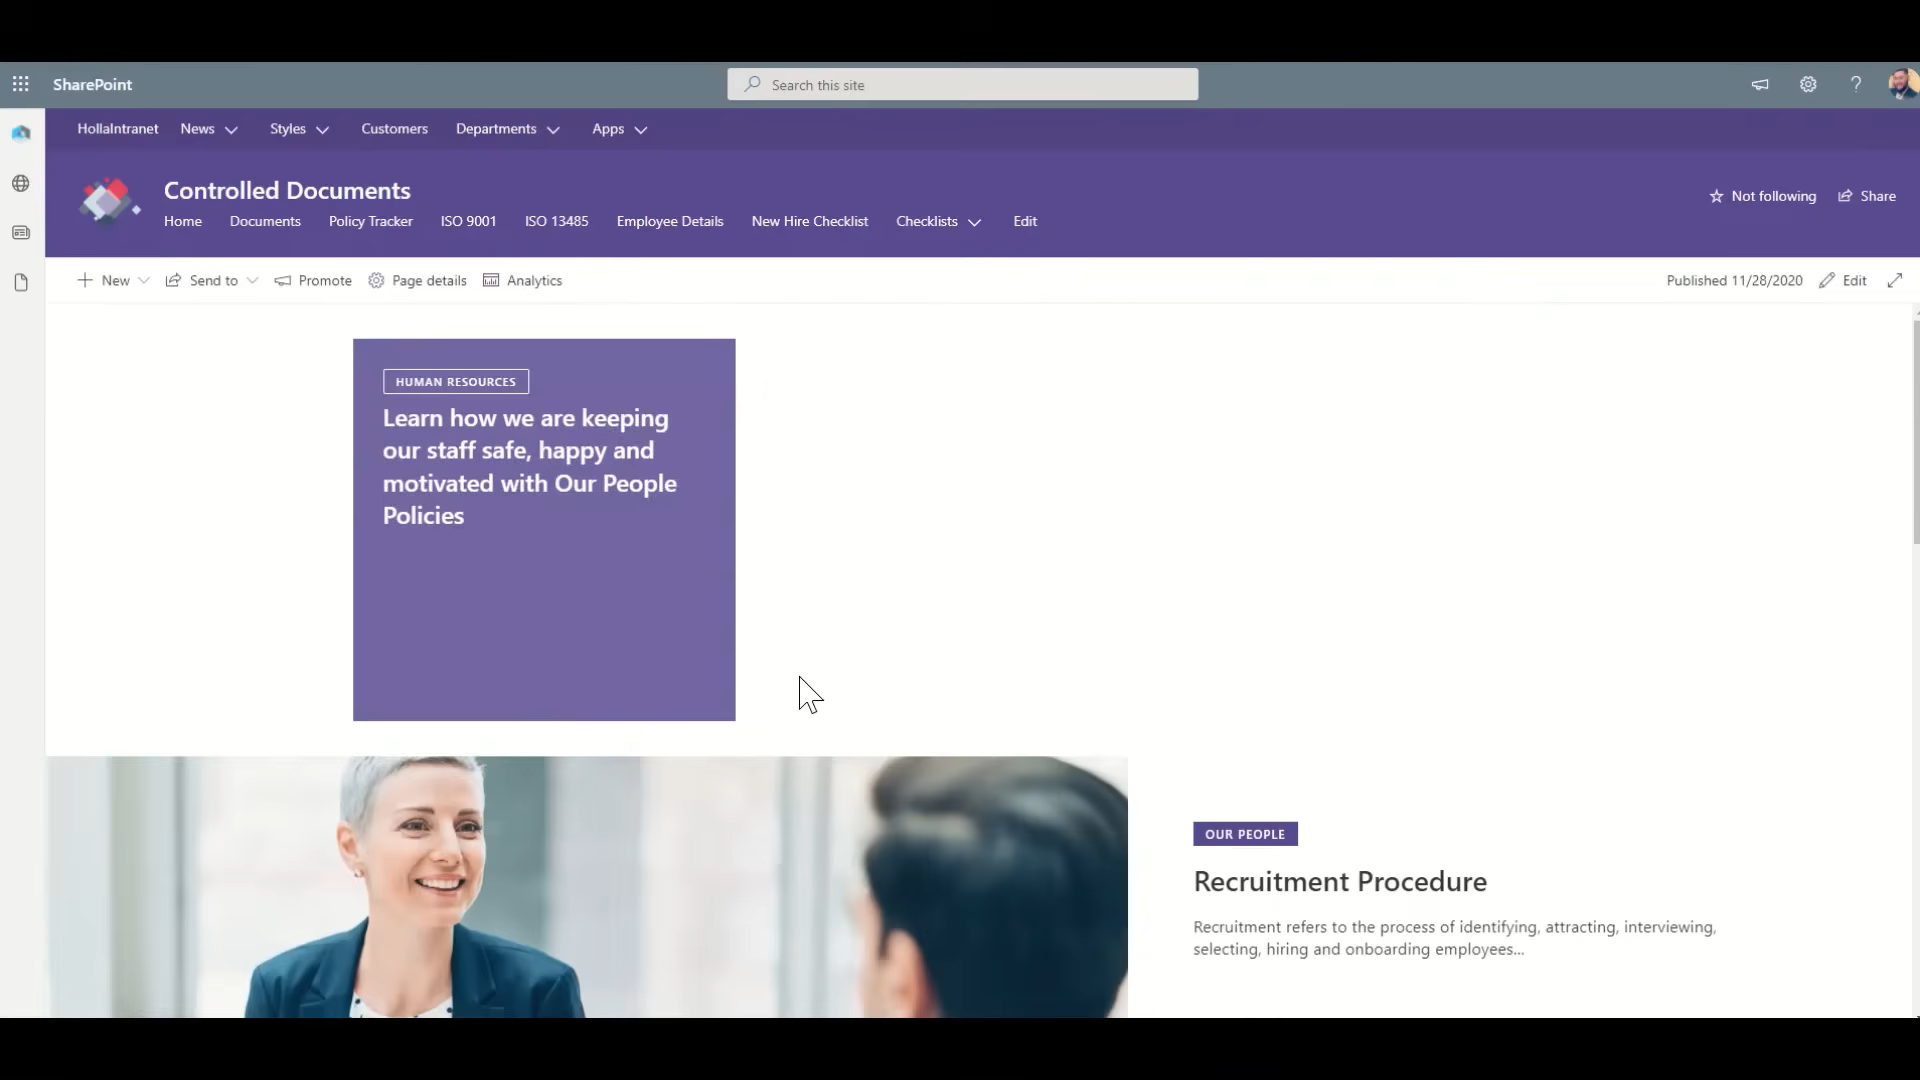 SharePoint
Search this site
?
HollaIntranet News Styles Customers Departments Apps
Controlled Documents
Home Documents Policy Tracker ISO 9001 ISO 13485 Employee Details New Hire Checklist Checklists Edit
Not following Share
New Send to Promote Page details Analytics Published 11/28/2020 Edit
HUMAN RESOURCES
Learn how we are keeping
our staff safe, happy and
motivated with Our People
Policies
OUR PEOPLE
Recruitment Procedure
Recruitment refers to the process of identifying, attracting, interviewing,
selecting, hiring and onboarding employees...